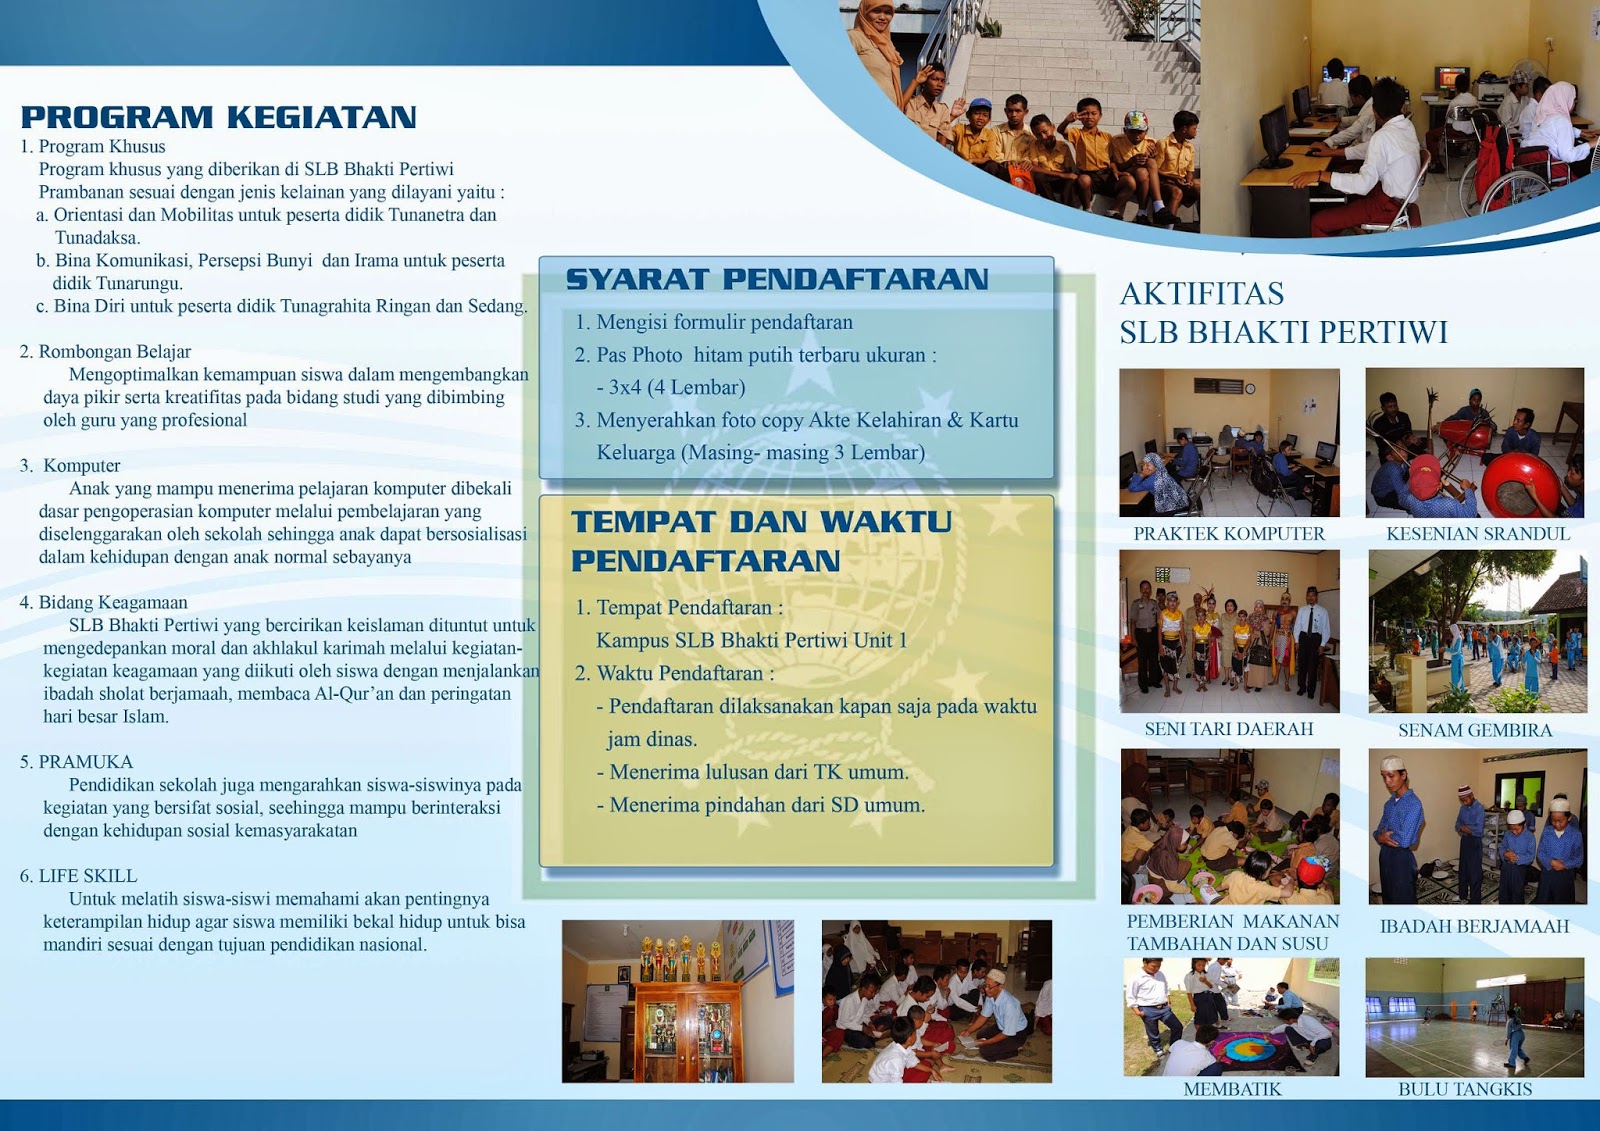 PROGRAM KEGIATAN
1. Program Khusus
Program khusus yang diberikan di SLB Bhakti Pertiwi
Prambanan sesuai dengan jenis kelainan yang dilayani yaitu :
a. Orientasi dan Mobilitas untuk peserta didik Tunanetra dan
Tunadaksa.
b. Bina Komunikasi, Persepsi Bunyi dan Irama untuk peserta
didik Tunarungu.
c. Bina Diri untuk peserta didik Tunagrahita Ringan dan Sedang.
2. Rombongan Belajar
Mengoptimalkan kemampuan siswa dalam mengembangkan
daya pikir serta kreatifitas pada bidang studi yang dibimbing
oleh guru yang profesional
3. Komputer
Anak yang mampu menerima pelajaran komputer dibekali
dasar pengoperasian komputer melalui pembelajaran yang
diselenggarakan oleh sekolah sehingga anak dapat bersosialisasi
dalam kehidupan dengan anak normal sebayanya
4. Bidang Keagamaan
SLB Bhakti Pertiwi yang bercirikan keislaman dituntut untuk
mengedepankan moral dan akhlakul karimah melalui kegiatan-
kegiatan keagamaan yang diikuti oleh siswa dengan menjalankan
ibadah sholat berjamaah, membaca Al-Qur'an dan peringatan
hari besar Islam.
5. PRAMUKA
Pendidikan sekolah juga mengarahkan siswa-siswinya pada
kegiatan yang bersifat sosial, seehingga mampu berinteraksi
dengan kehidupan sosial kemasyarakatan
6. LIFE SKILL
Untuk melatih siswa-siswi memahami akan pentingnya
keterampilan hidup agar siswa memiliki bekal hidup untuk bisa
mandiri sesuai dengan tujuan pendidikan nasional.
SYARAT PENDAFTARAN
1. Mengisi formulir pendaftaran
2. Pas Photo hitam putih terbaru ukuran :
- 3x4 (4 Lembar)
3. Menyerahkan foto copy Akte Kelahiran & Kartu
Keluarga (Masing- masing 3 Lembar)
TEMPAT DAN WAKTU
PENDAFTARAN
1. Tempat Pendaftaran :
Kampus SLB Bhakti Pertiwi Unit 1
2. Waktu Pendaftaran :
- Pendaftaran dilaksanakan kapan saja pada waktu
jam dinas.
- Menerima lulusan dari TK umum.
- Menerima pindahan dari SD umum.
AKTIFITAS
SLB BHAKTI PERTIWI
PRAKTEK KOMPUTER
KESENIAN SRANDUL
SENI TARI DAERAH
SENAM GEMBIRA
PEMBERIAN MAKANAN
TAMBAHAN DAN SUSU
IBADAH BERJAMAAH
MEMBATIK
BULU TANGKIS